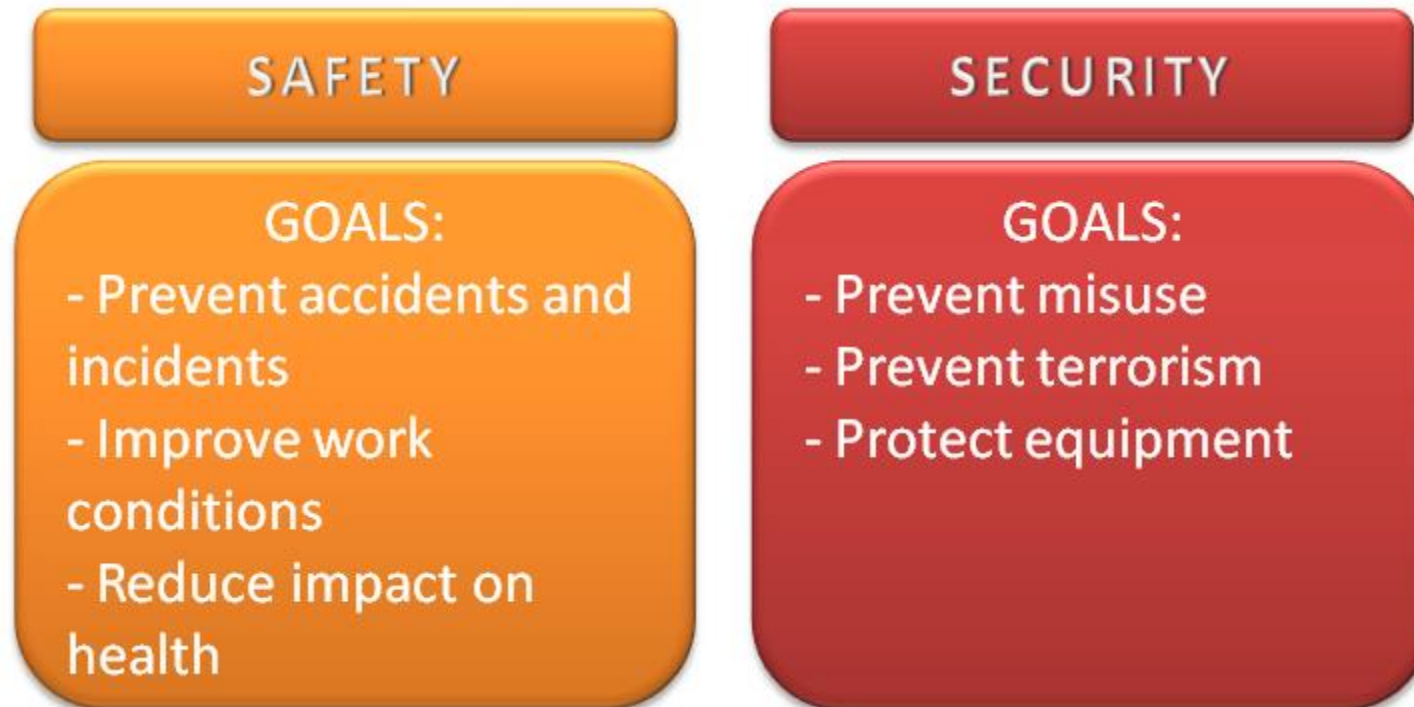 SAFETY
GOALS:
- Prevent accidents and
incidents
- Improve work
conditions
- Reduce impact on
health
SECURITY
GOALS:
- Prevent misuse
- Prevent terrorism
- Protect equipment